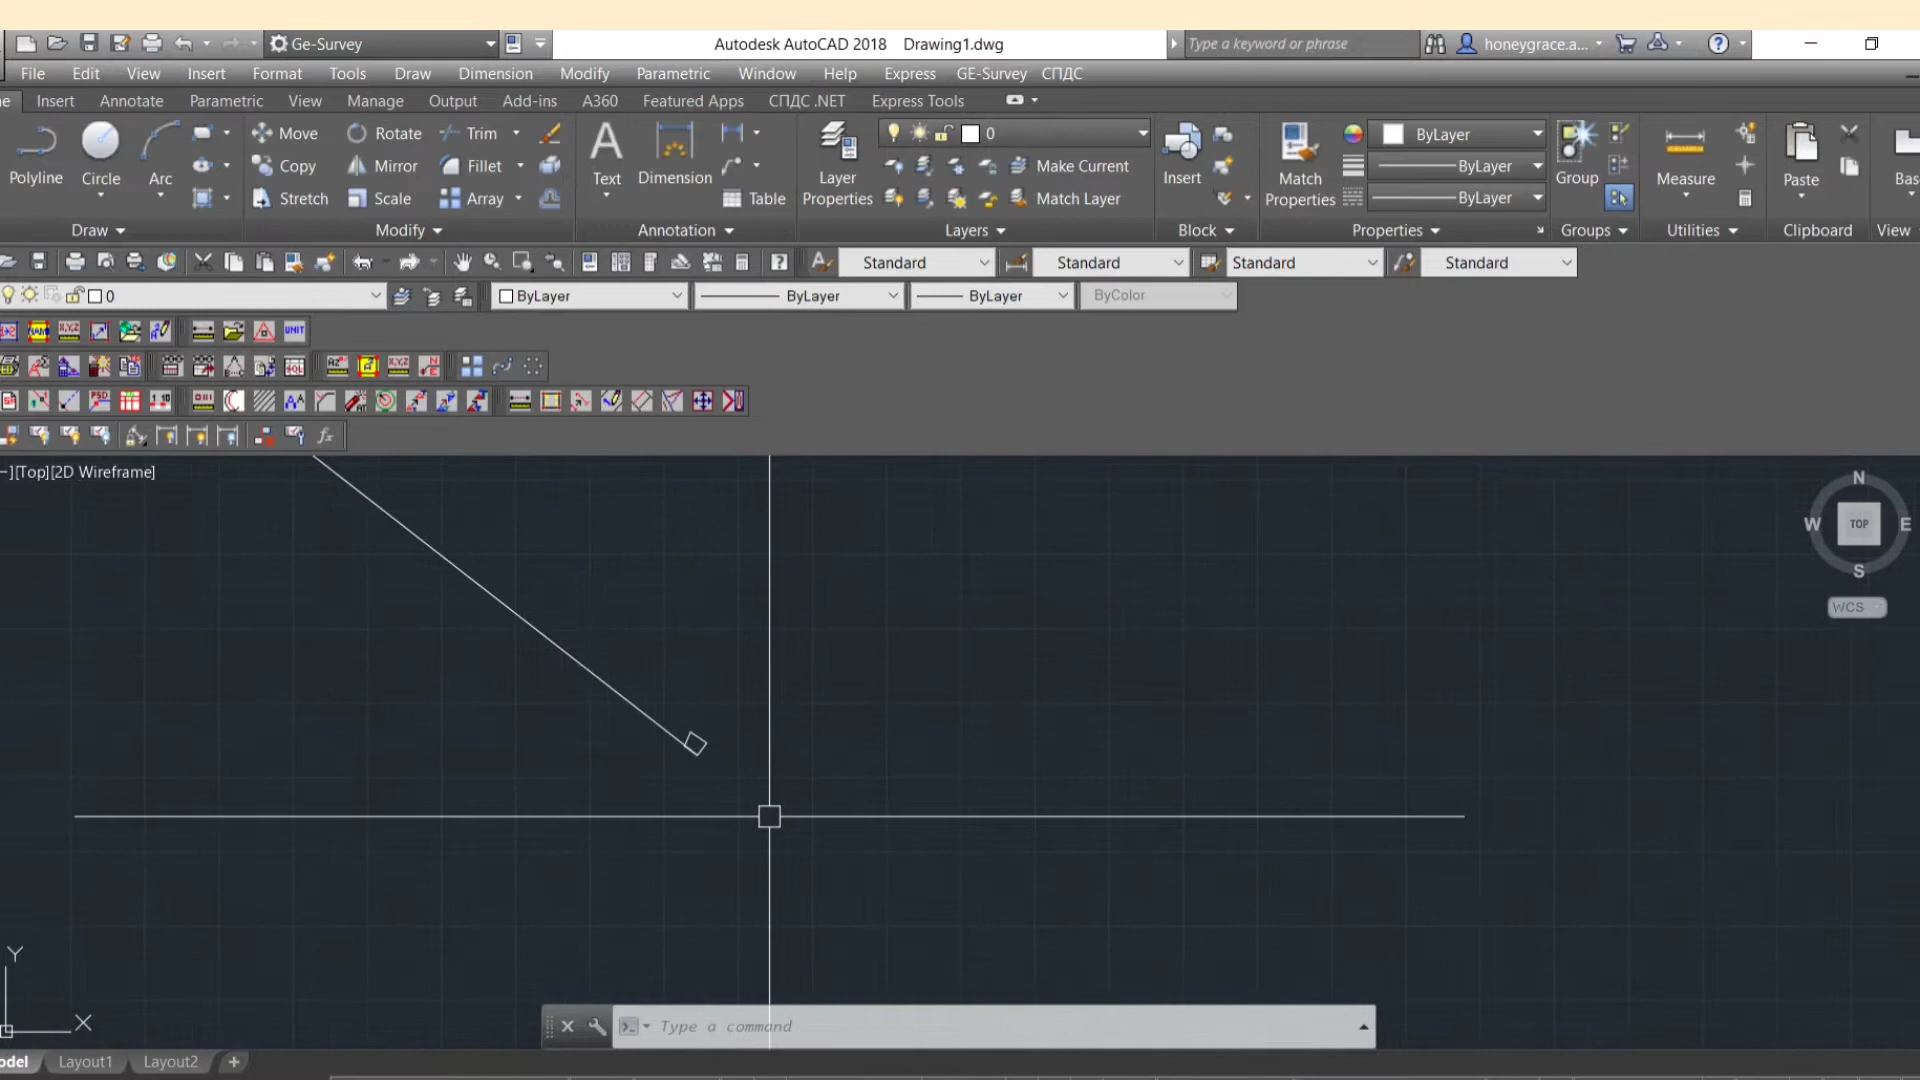 Ge-Survey
Autodesk AutoCAD 2018 Drawing1.dwg
Type a keyword or phrase
honeygrace.a...
File Edit View Insert Format Tools Draw Dimension Modify Parametric Window Help Express GE-Survey СПДС
Insert Annotate Parametric View Manage Output Add-ins A360 Featured Apps СПДС .NET Express Tools
Polyline Circle Arc
Move Rotate Trim
Copy Mirror Fillet
Stretch Scale Array
Text Dimension Table
Layer Properties
0
Make Current
Match Layer
Insert
Match Properties
ByLayer
ByLayer
ByLayer
Group
Measure
Paste
Draw Modify Annotation Layers Block Properties Groups Utilities Clipboard View
Standard Standard Standard Standard
0 ByLayer ByLayer ByLayer ByColor
UNIT
[Top][2D Wireframe]
N
W TOP E
S
WCS
Y
X
Type a command
Layout1 Layout2 +